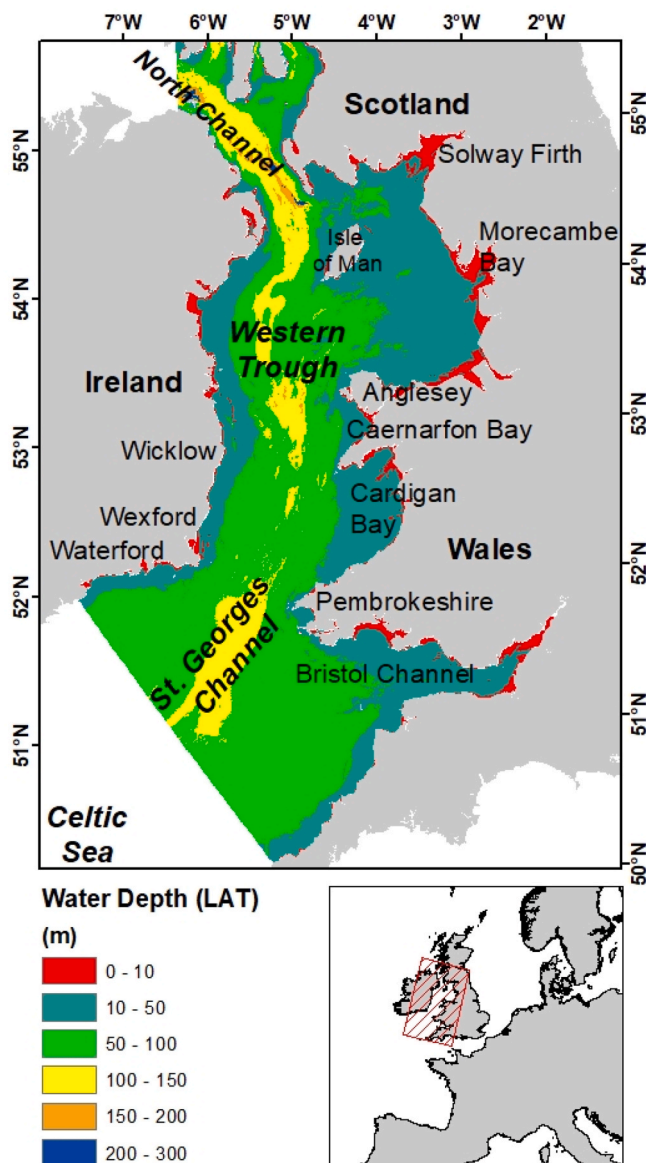 7°W 6°W 5°W 4°W 3°W 2°W
North Channel
Scotland
Solway Firth
55°N
55°N
Isle
of Man
Morecambe
Bay
54°N
54°N
Western
Trough
Ireland
Anglesey
53°N
53°N
Caernarfon Bay
Wicklow
Cardigan
Bay
Wexford
Waterford
Wales
52°N
52°N
Pembrokeshire
St. Georges
Channel
Bristol Channel
51°N
51°N
Celtic
Sea
50°N
Water Depth (LAT)
(m)
0 - 10
10 - 50
50 - 100
100 - 150
150 - 200
200 - 300